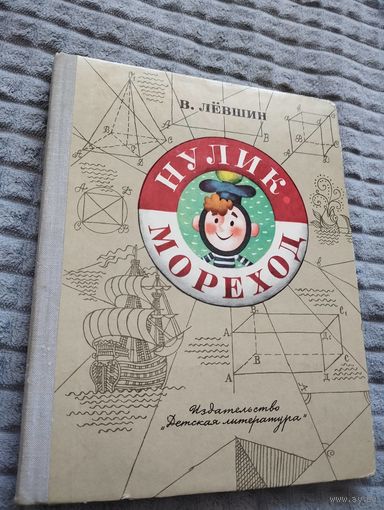 В. ЛЁВШИН
НУЛИК
МОРЕХОД
Издательство
„Детская литература"